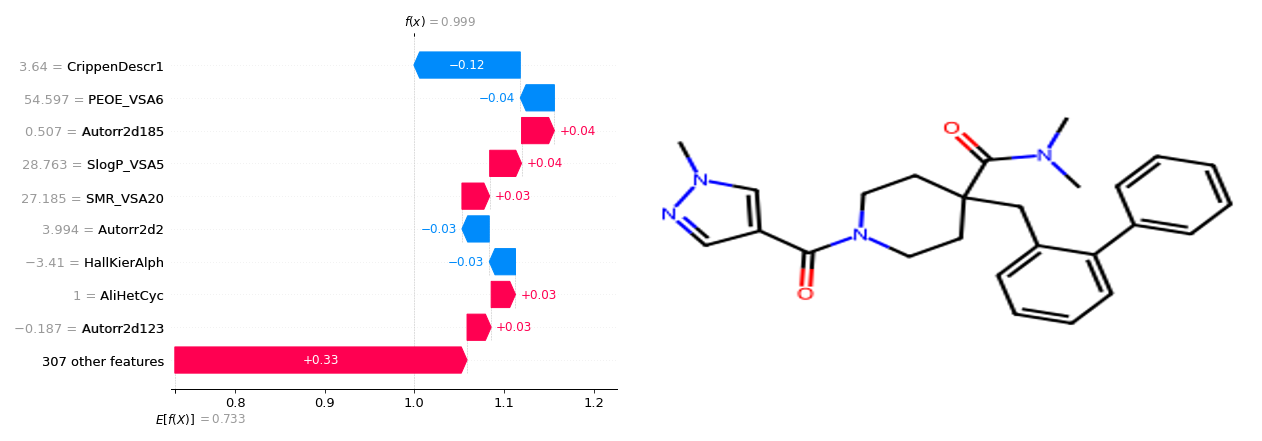 f(x) = 0.999
3.64 = CrippenDescr1
−0.12
54.597 = PEOE_VSA6
−0.04
0.507 = Autorr2d185
+0.04
28.763 = SlogP_VSA5
+0.04
27.185 = SMR_VSA20
+0.03
3.994 = Autorr2d2
−0.03
−3.41 = HallKierAlph
−0.03
1 = AliHetCyc
+0.03
−0.187 = Autorr2d123
+0.03
307 other features
+0.33
0.8 0.9 1.0 1.1 1.2
E[f(X)] = 0.733
O
N
N
N
N
O